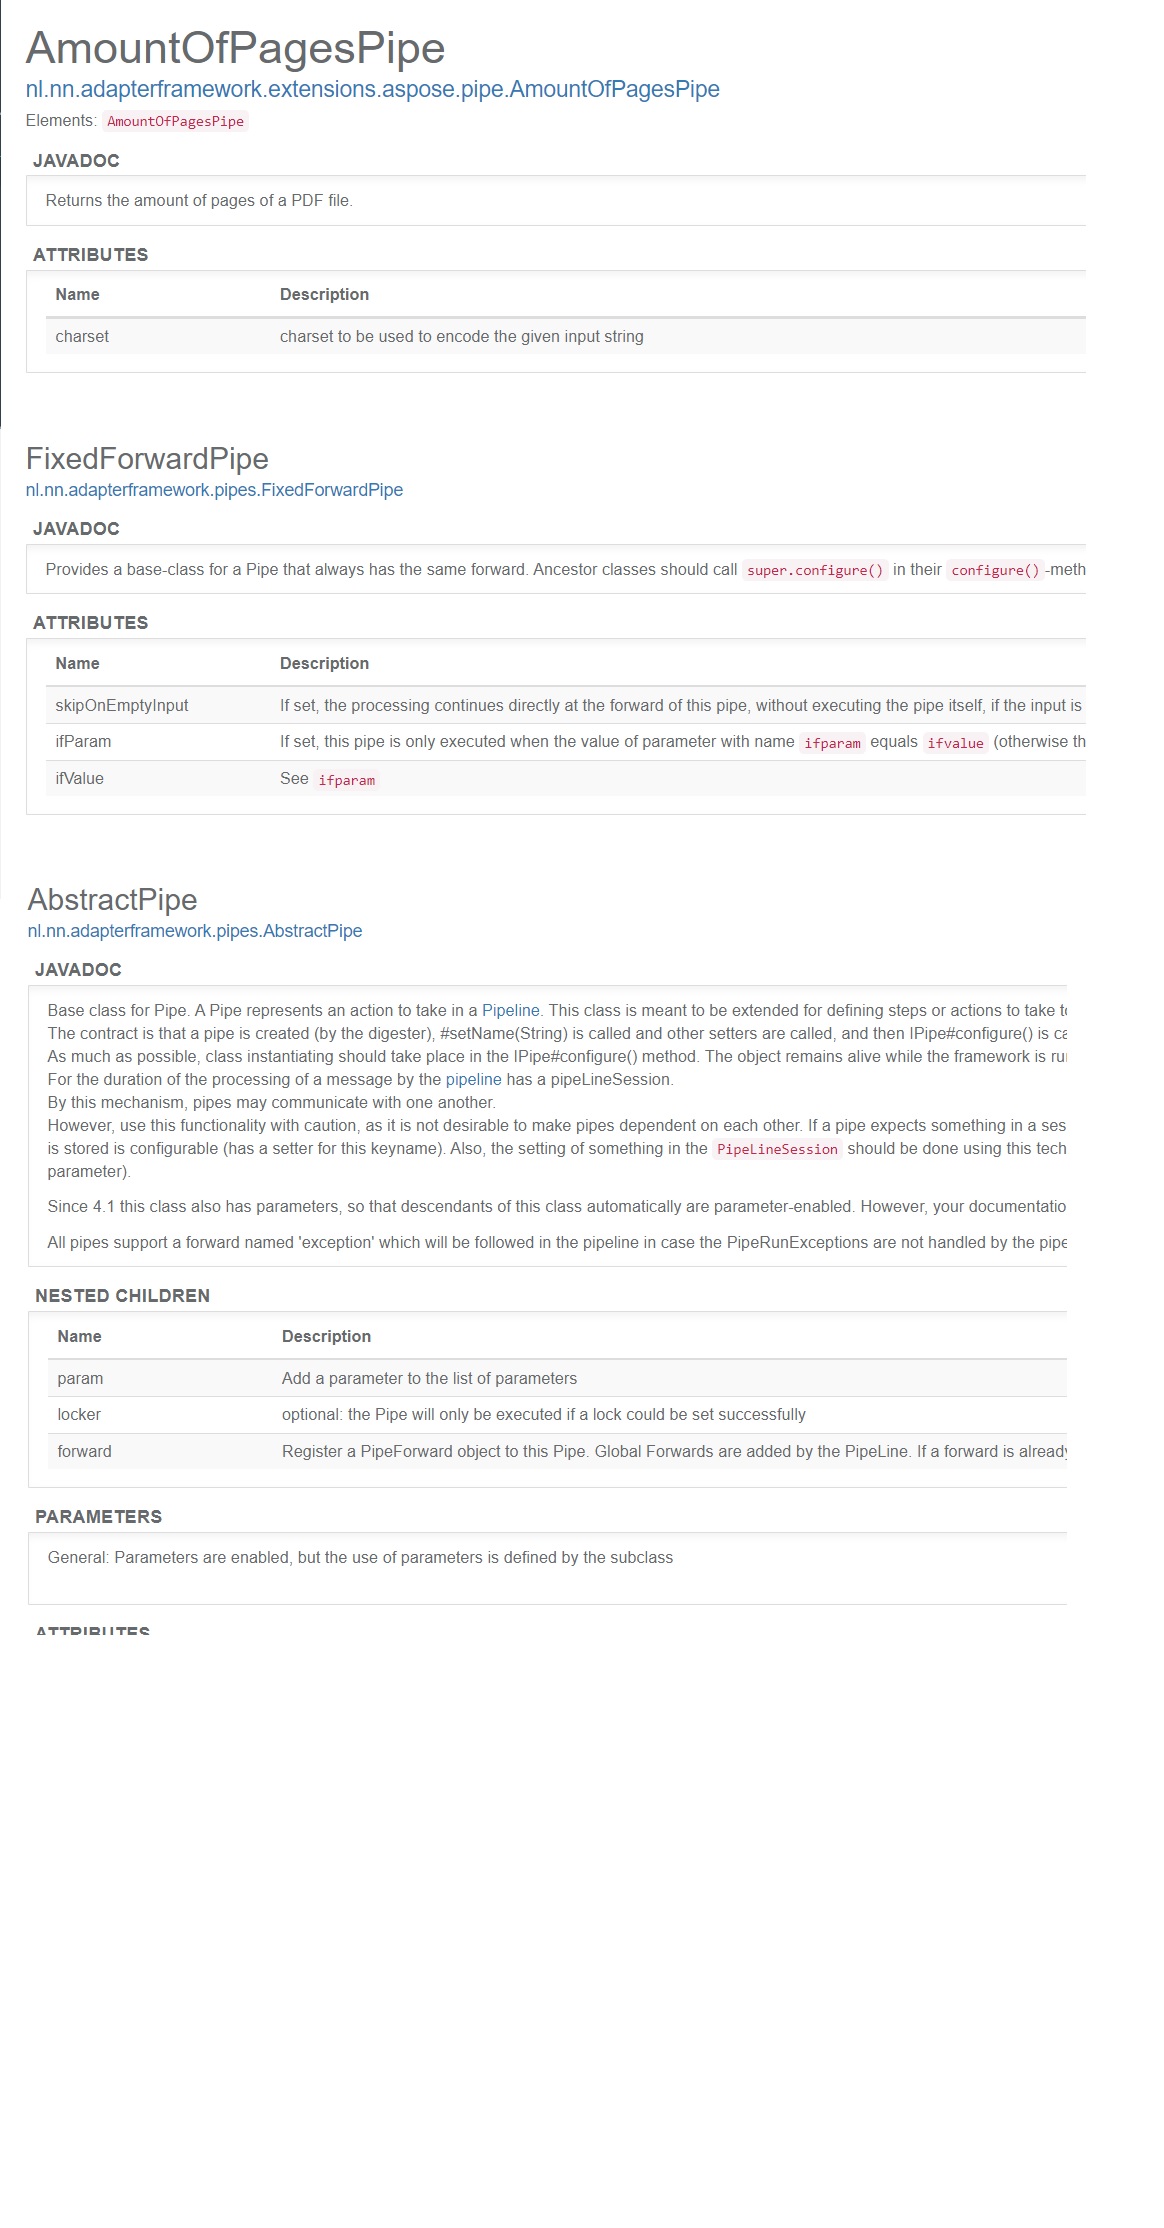 AmountOfPagesPipe
nl.nn.adapterframework.extensions.aspose.pipe.AmountOfPagesPipe
Elements: AmountOfPagesPipe
JAVADOC
Returns the amount of pages of a PDF file.
ATTRIBUTES
Name Description
charset charset to be used to encode the given input string
FixedForwardPipe
nl.nn.adapterframework.pipes.FixedForwardPipe
JAVADOC
Provides a base-class for a Pipe that always has the same forward. Ancestor classes should call super.configure() in their configure() -meth
ATTRIBUTES
Name Description
skipOnEmptyInput If set, the processing continues directly at the forward of this pipe, without executing the pipe itself, if the input is
ifParam If set, this pipe is only executed when the value of parameter with name ifparam equals ifvalue (otherwise th
ifValue See ifparam
AbstractPipe
nl.nn.adapterframework.pipes.AbstractPipe
JAVADOC
Base class for Pipe. A Pipe represents an action to take in a Pipeline. This class is meant to be extended for defining steps or actions to take
The contract is that a pipe is created (by the digester), #setName(String) is called and other setters are called, and then IPipe#configure() is ca
As much as possible, class instantiating should take place in the IPipe#configure() method. The object remains alive while the framework is
For the duration of the processing of a message by the pipeline has a pipeLineSession.
By this mechanism, pipes may communicate with one another.
However, use this functionality with caution, as it is not desirable to make pipes dependent on each other. If a pipe expects something in a ses
is stored is configurable (has a setter for this keyname). Also, the setting of something in the PipeLineSession should be done using this tech
parameter).
Since 4.1 this class also has parameters, so that descendants of this class automatically are parameter-enabled. However, your documentatio
All pipes support a forward named 'exception' which will be followed in the pipeline in case the PipeRunExceptions are not handled by the pipe
NESTED CHILDREN
Name Description
param Add a parameter to the list of parameters
locker optional: the Pipe will only be executed if a lock could be set successfully
forward Register a PipeForward object to this Pipe. Global Forwards are added by the PipeLine. If a forward is already
PARAMETERS
General: Parameters are enabled, but the use of parameters is defined by the subclass
ATTRIBUTES